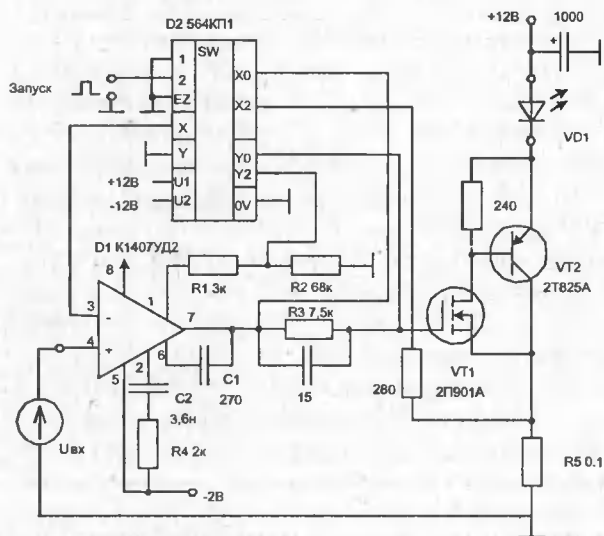 D2 564КП1
+12В
1000
+
SW
1
2
EZ
X
Y
U1
U2
X0
X2
Y0
Y2
0V
Запуск
+12В
-12В
VD1
240
VT2
2Т825А
D1 К1407УД2
8
1
7
3
-
4
+
5
2
6
R1 3к
R2 68к
R3 7,5к
C1
270
15
280
VT1
2П901А
C2
3,6н
R4 2к
Uвх
-2В
R5 0.1